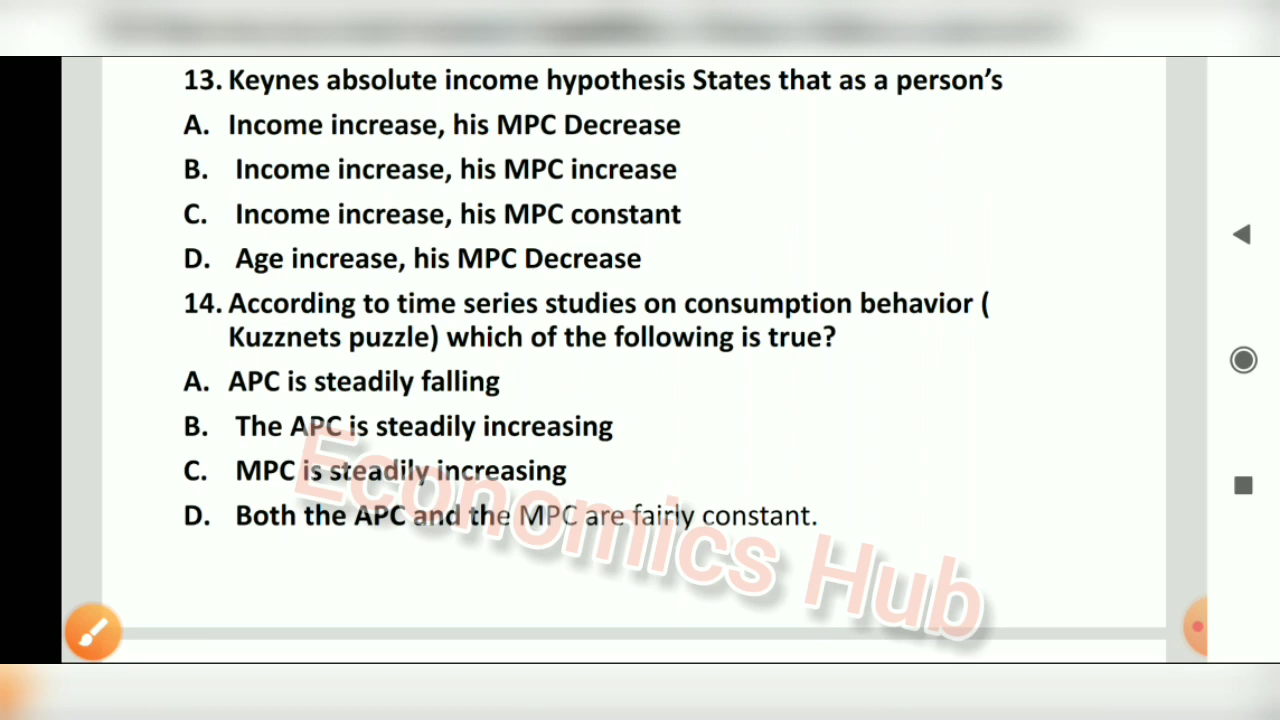 13. Keynes absolute income hypothesis States that as a person’s
A. Income increase, his MPC Decrease
B. Income increase, his MPC increase
C. Income increase, his MPC constant
D. Age increase, his MPC Decrease
14. According to time series studies on consumption behavior (
Kuzznets puzzle) which of the following is true?
A. APC is steadily falling
B. The APC is steadily increasing
C. MPC is steadily increasing
D. Both the APC and the MPC are fairly constant.
Economics Hub